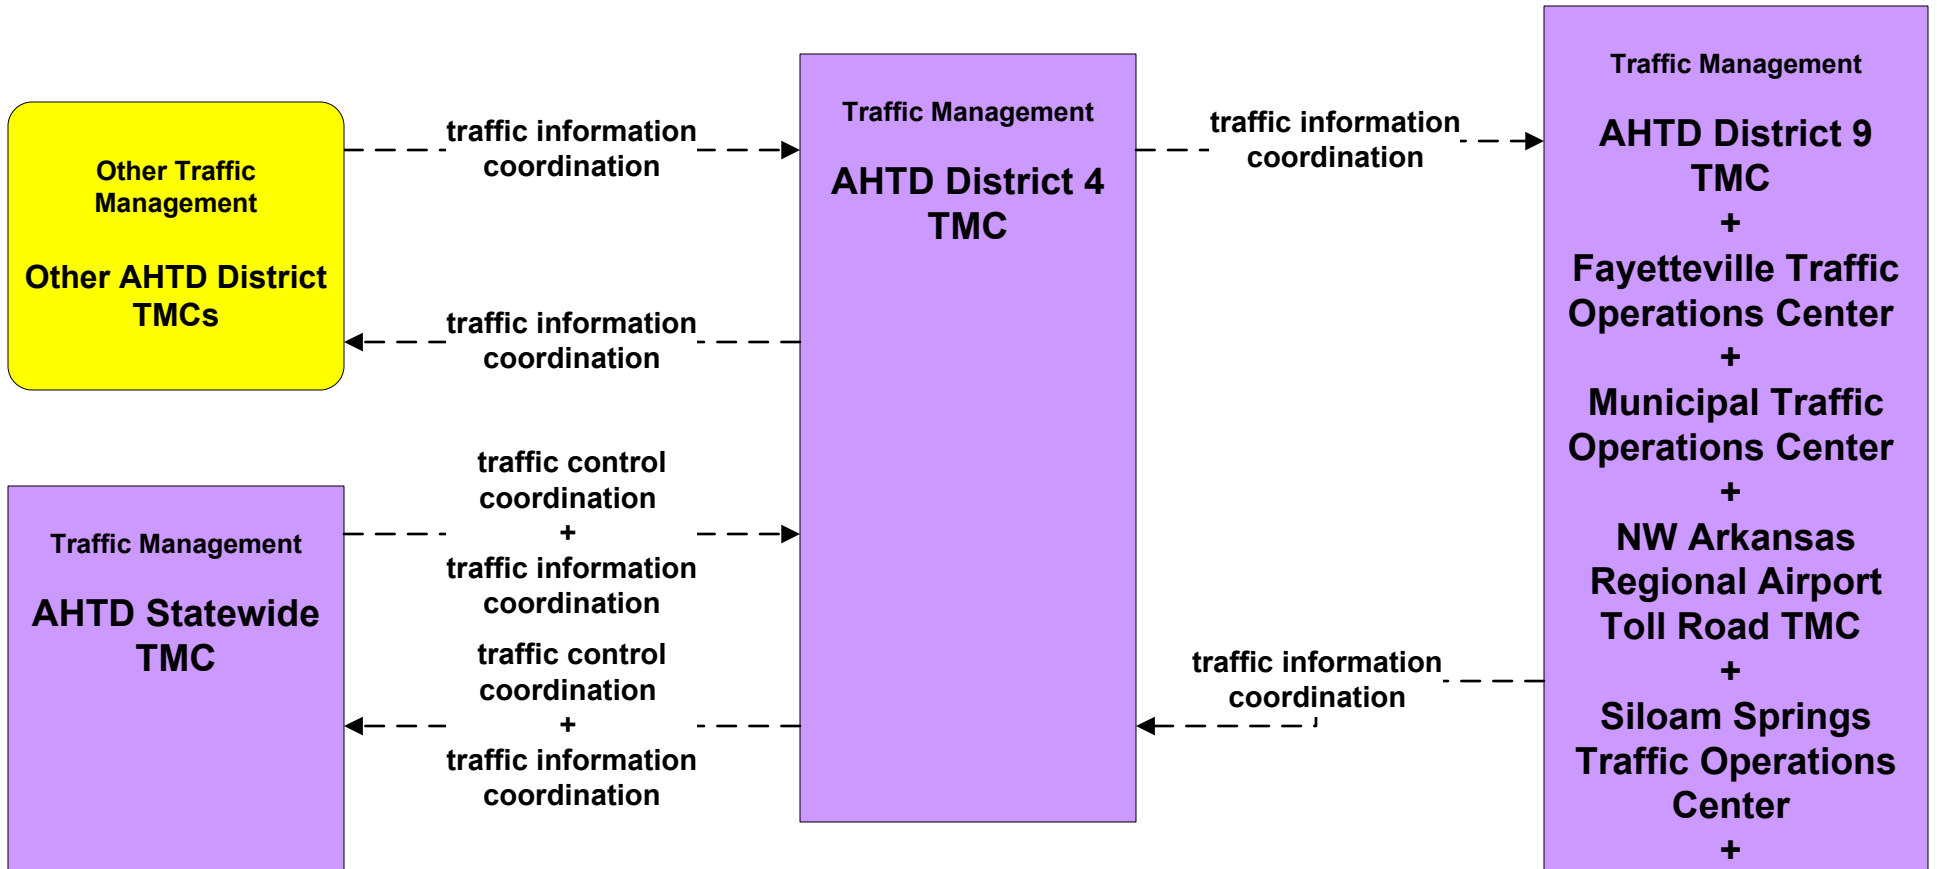 Other Traffic
Management
Other AHTD District
TMCs
traffic information
coordination
traffic information
coordination
Traffic Management
AHTD Statewide
TMC
traffic control
coordination
+
traffic information
coordination
traffic control
coordination
+
traffic information
coordination
Traffic Management
AHTD District 4
TMC
traffic information
coordination
traffic information
coordination
Traffic Management
AHTD District 9
TMC
+
Fayetteville Traffic
Operations Center
+
Municipal Traffic
Operations Center
+
NW Arkansas
Regional Airport
Toll Road TMC
+
Siloam Springs
Traffic Operations
Center
+